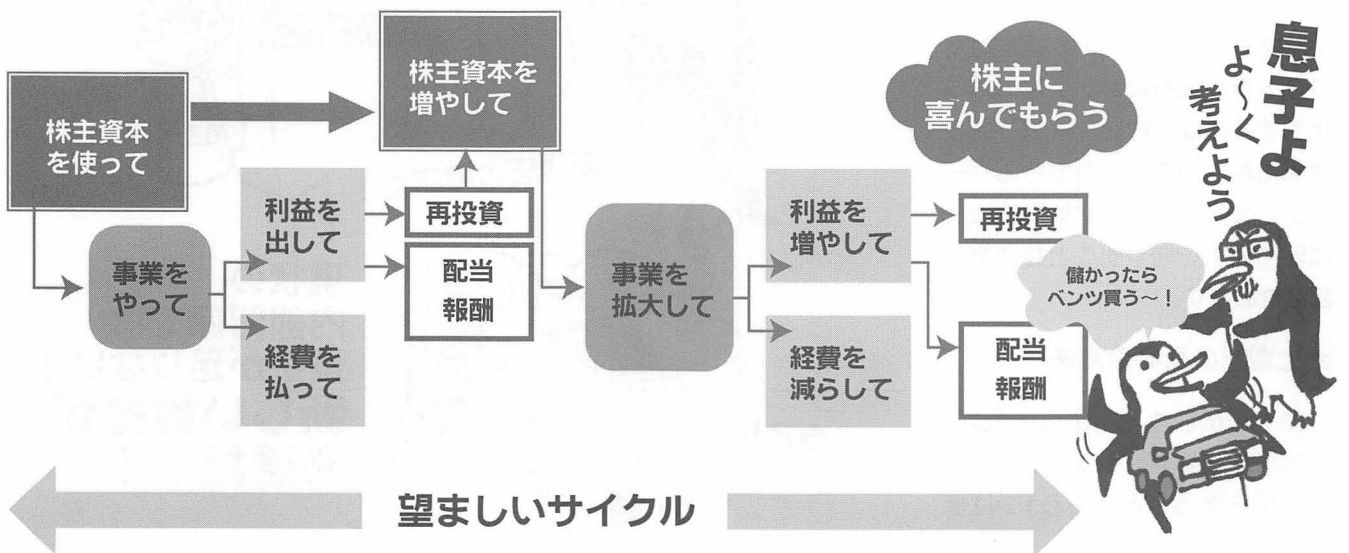 株主資本
を使って
事業を
やって
利益を
出して
経費を
払って
株主資本を
増やして
再投資
配当
報酬
事業を
拡大して
利益を
増やして
経費を
減らして
再投資
配当
報酬
株主に
喜んでもらう
息子よ
よ〜く
考えよう
儲かったら
ベンツ買う〜！
望ましいサイクル